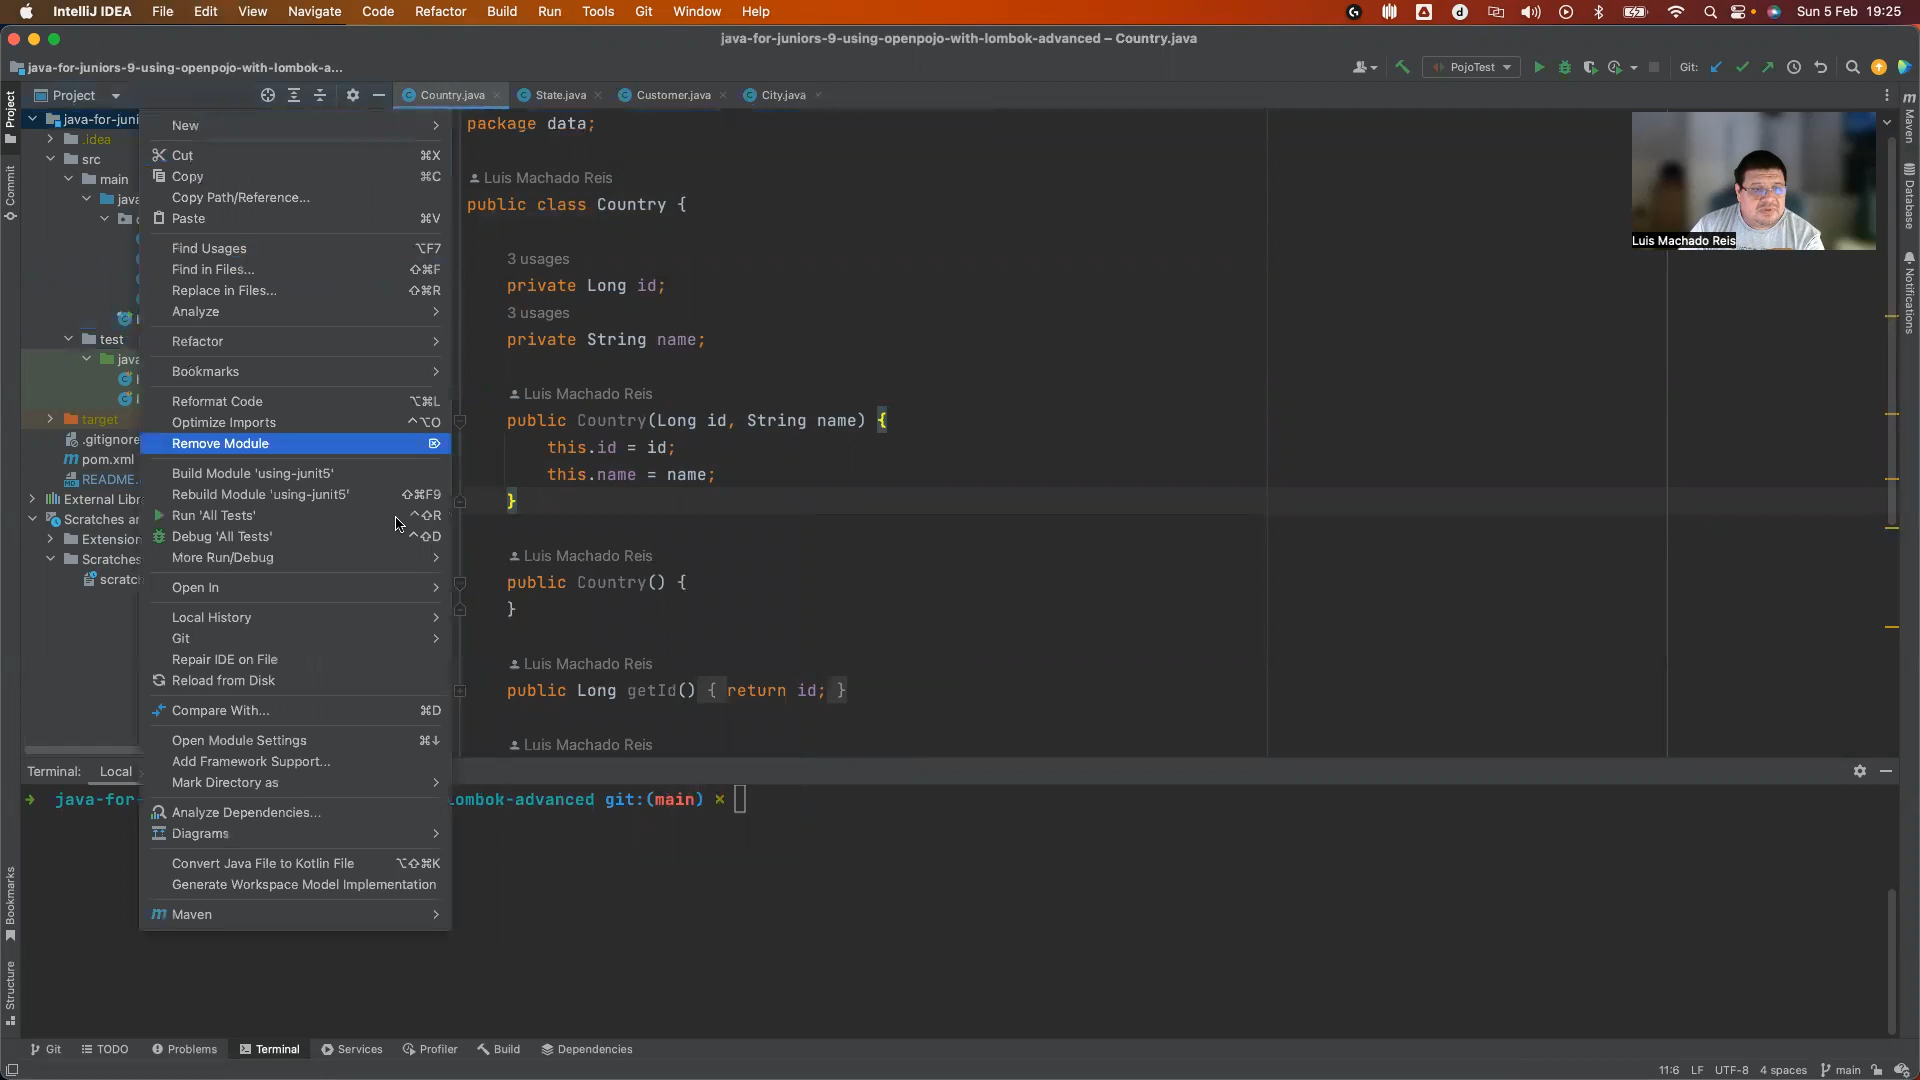 IntelliJ IDEA File Edit View Navigate Code Refactor Build Run Tools Git Window Help Sun 5 Feb 19:25
java-for-juniors-9-using-openpojo-with-lombok-advanced – Country.java
java-for-juniors-9-using-openpojo-with-lombok-a... PojoTest Git:
Project Country.java State.java Customer.java City.java
java-for-juni
.idea
src
main
java
test
java
target
.gitignore
pom.xml
README.
External Libr
Scratches an
Extension
Scratches
scratc
New
Cut ⌘X
Copy ⌘C
Copy Path/Reference...
Paste ⌘V
Find Usages ⌥F7
Find in Files... ⇧⌘F
Replace in Files... ⇧⌘R
Analyze
Refactor
Bookmarks
Reformat Code ⌥⌘L
Optimize Imports ^⌥O
Remove Module ⌦
Build Module 'using-junit5'
Rebuild Module 'using-junit5' ⇧⌘F9
Run 'All Tests' ^⇧R
Debug 'All Tests' ^⇧D
More Run/Debug
Open In
Local History
Git
Repair IDE on File
Reload from Disk
Compare With... ⌘D
Open Module Settings ⌘↓
Add Framework Support...
Mark Directory as
Analyze Dependencies...
Diagrams
Convert Java File to Kotlin File ⌥⇧⌘K
Generate Workspace Model Implementation
Maven
package data;
Luis Machado Reis
public class Country {
3 usages
private Long id;
3 usages
private String name;
Luis Machado Reis
public Country(Long id, String name) {
this.id = id;
this.name = name;
}
Luis Machado Reis
public Country() {
}
Luis Machado Reis
public Long getId() { return id; }
Luis Machado Reis
Luis Machado Reis
Terminal: Local
java-for- lombok-advanced git:(main) ×
Project
Commit
Bookmarks
Structure
Maven
Database
Notifications
Git TODO Problems Terminal Services Profiler Build Dependencies
11:6 LF UTF-8 4 spaces main